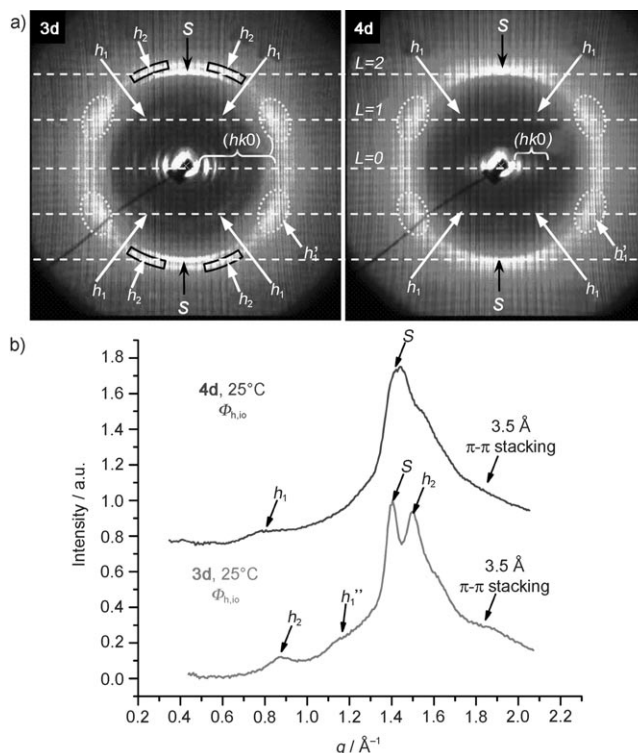 a)
3d
h₂
S
h₂
h₁
h₁
(hk0)
h₁'
h₁
h₂
S
h₂
h₁
L=2
L=1
L=0
4d
S
h₁
h₁
(hk0)
h₁
S
h₁
b)
Intensity / a.u.
1.8
1.6
1.4
1.2
1.0
0.8
0.6
0.4
0.2
0.0
4d, 25°C
Φh,io
h₁
S
3.5 Å
π-π stacking
3d, 25°C
Φh,io
h₂
h₁''
S
h₂
3.5 Å
π-π stacking
0.2 0.4 0.6 0.8 1.0 1.2 1.4 1.6 1.8 2.0 2.2
q / Å⁻¹